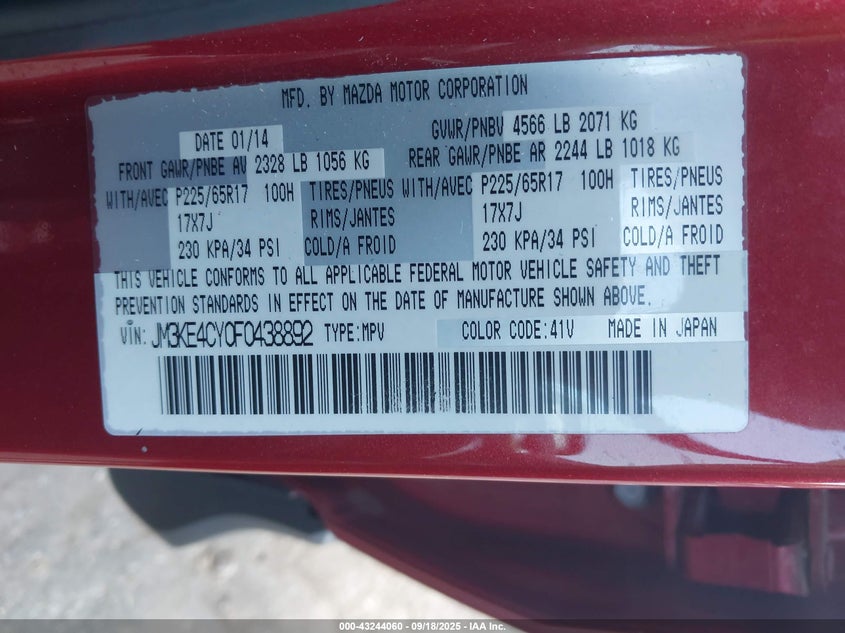 MFD. BY MAZDA MOTOR CORPORATION
DATE 01/14 GVWR/PNBV 4566 LB 2071 KG
FRONT GAWR/PNBE AV 2328 LB 1056 KG REAR GAWR/PNBE AR 2244 LB 1018 KG
WITH/AVEC P225/65R17 100H TIRES/PNEUS WITH/AVEC P225/65R17 100H TIRES/PNEUS
17X7J RIMS/JANTES 17X7J RIMS/JANTES
230 KPA/34 PSI COLD/A FROID 230 KPA/34 PSI COLD/A FROID
THIS VEHICLE CONFORMS TO ALL APPLICABLE FEDERAL MOTOR VEHICLE SAFETY AND THEFT
PREVENTION STANDARDS IN EFFECT ON THE DATE OF MANUFACTURE SHOWN ABOVE.
VIN: JM3KE4CY0F0438892 TYPE:MPV COLOR CODE:41V MADE IN JAPAN
000-43244060 - 09/18/2025 - IAA Inc.